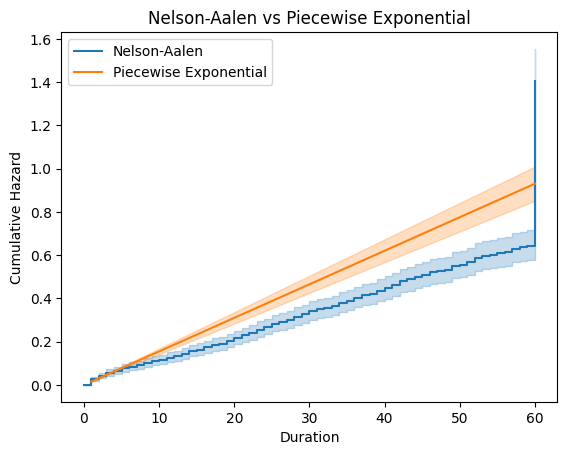 Nelson-Aalen vs Piecewise Exponential
Nelson-Aalen
Piecewise Exponential
Cumulative Hazard
1.6
1.4
1.2
1.0
0.8
0.6
0.4
0.2
0.0
0 10 20 30 40 50 60
Duration